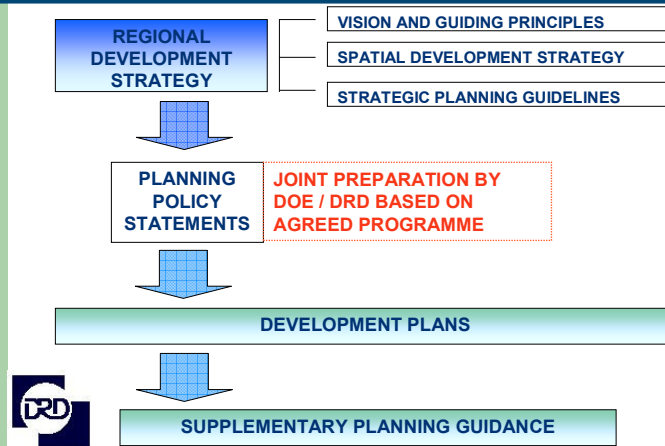 REGIONAL
DEVELOPMENT
STRATEGY
VISION AND GUIDING PRINCIPLES
SPATIAL DEVELOPMENT STRATEGY
STRATEGIC PLANNING GUIDELINES
PLANNING
POLICY
STATEMENTS
JOINT PREPARATION BY
DOE / DRD BASED ON
AGREED PROGRAMME
DEVELOPMENT PLANS
DRD
SUPPLEMENTARY PLANNING GUIDANCE